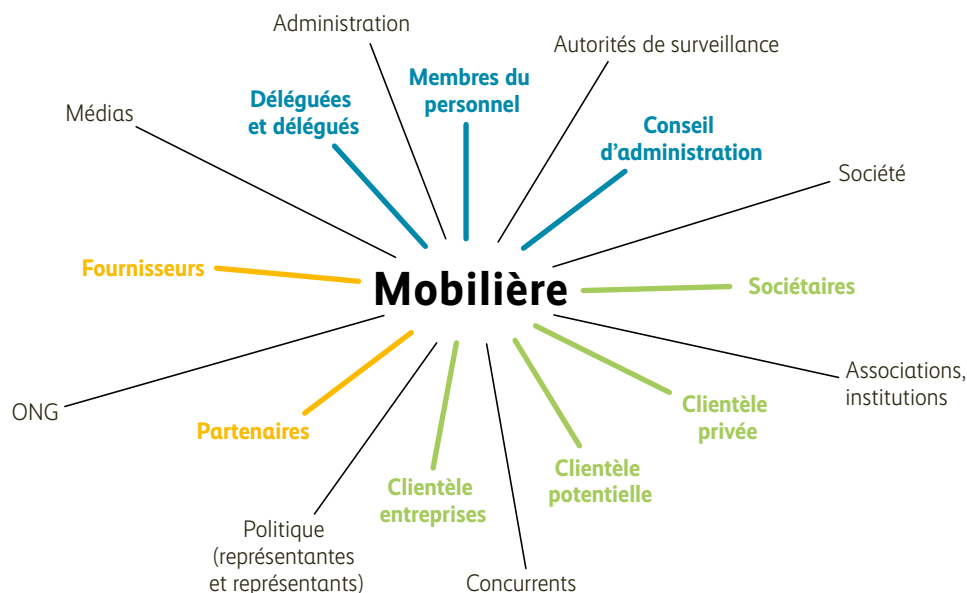 Administration
Autorités de surveillance
Membres du
personnel
Déléguées
et délégués
Médias
Conseil
d'administration
Société
Fournisseurs
Mobilière
Sociétaires
Associations,
institutions
ONG
Partenaires
Clientèle
privée
Clientèle
potentielle
Clientèle
entreprises
Politique
(représentantes
et représentants)
Concurrents